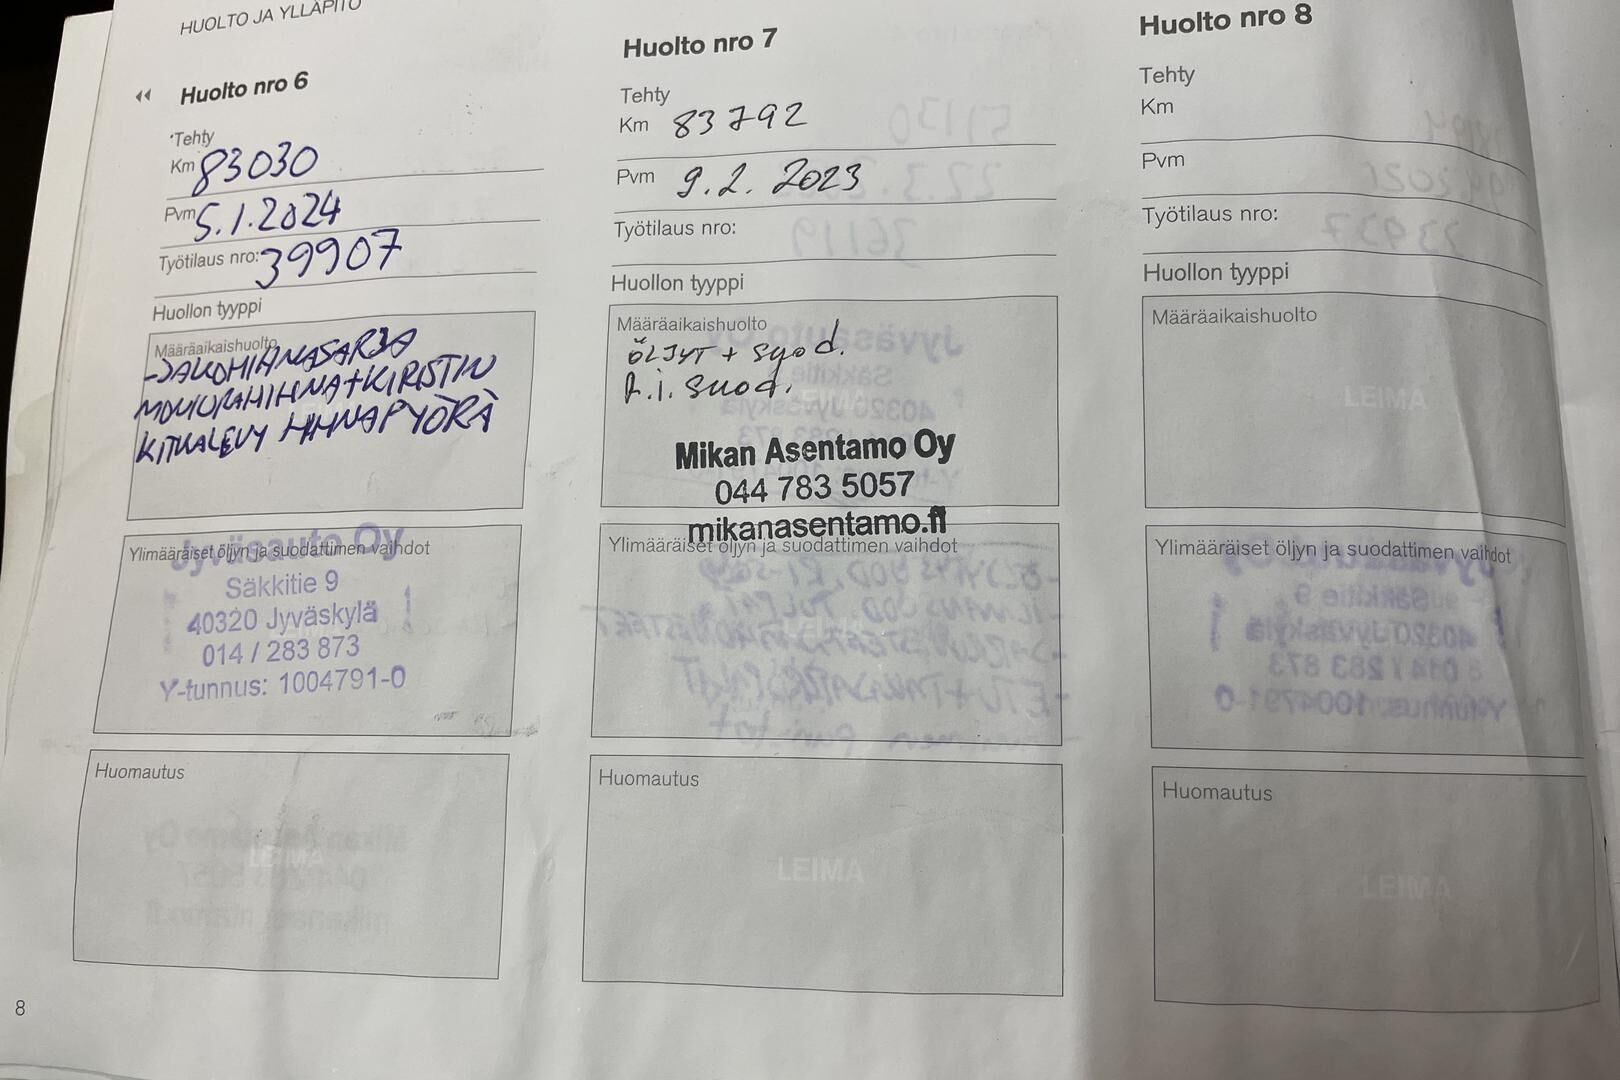 HUOLTO JA YLLÄPITO
Huolto nro 6
Tehty
Km 83030
Pvm 5.1.2024
Työtilaus nro: 39907
Huollon tyyppi
Määräaikaishuolto
-JAKOHIHNASARJA
MONIURAHIHNA+KIRISTIN
KITKALEVY HIHNAPYÖRÄ
Ylimääräiset öljyn ja suodattimen vaihdot
Jyväsauto Oy
Säkkitie 9
40320 Jyväskylä
014 / 283 873
Y-tunnus: 1004791-0
Huomautus
LEIMA
8
Huolto nro 7
Tehty
Km 83792
Pvm 9.2.2023
Työtilaus nro:
Huollon tyyppi
Määräaikaishuolto
ÖLJYT + suod.
R.i. suod.
Mikan Asentamo Oy
044 783 5057
mikanasentamo.fi
Ylimääräiset öljyn ja suodattimen vaihdot
Huomautus
LEIMA
Huolto nro 8
Tehty
Km
Pvm
Työtilaus nro:
Huollon tyyppi
Määräaikaishuolto
LEIMA
Ylimääräiset öljyn ja suodattimen vaihdot
Huomautus
LEIMA